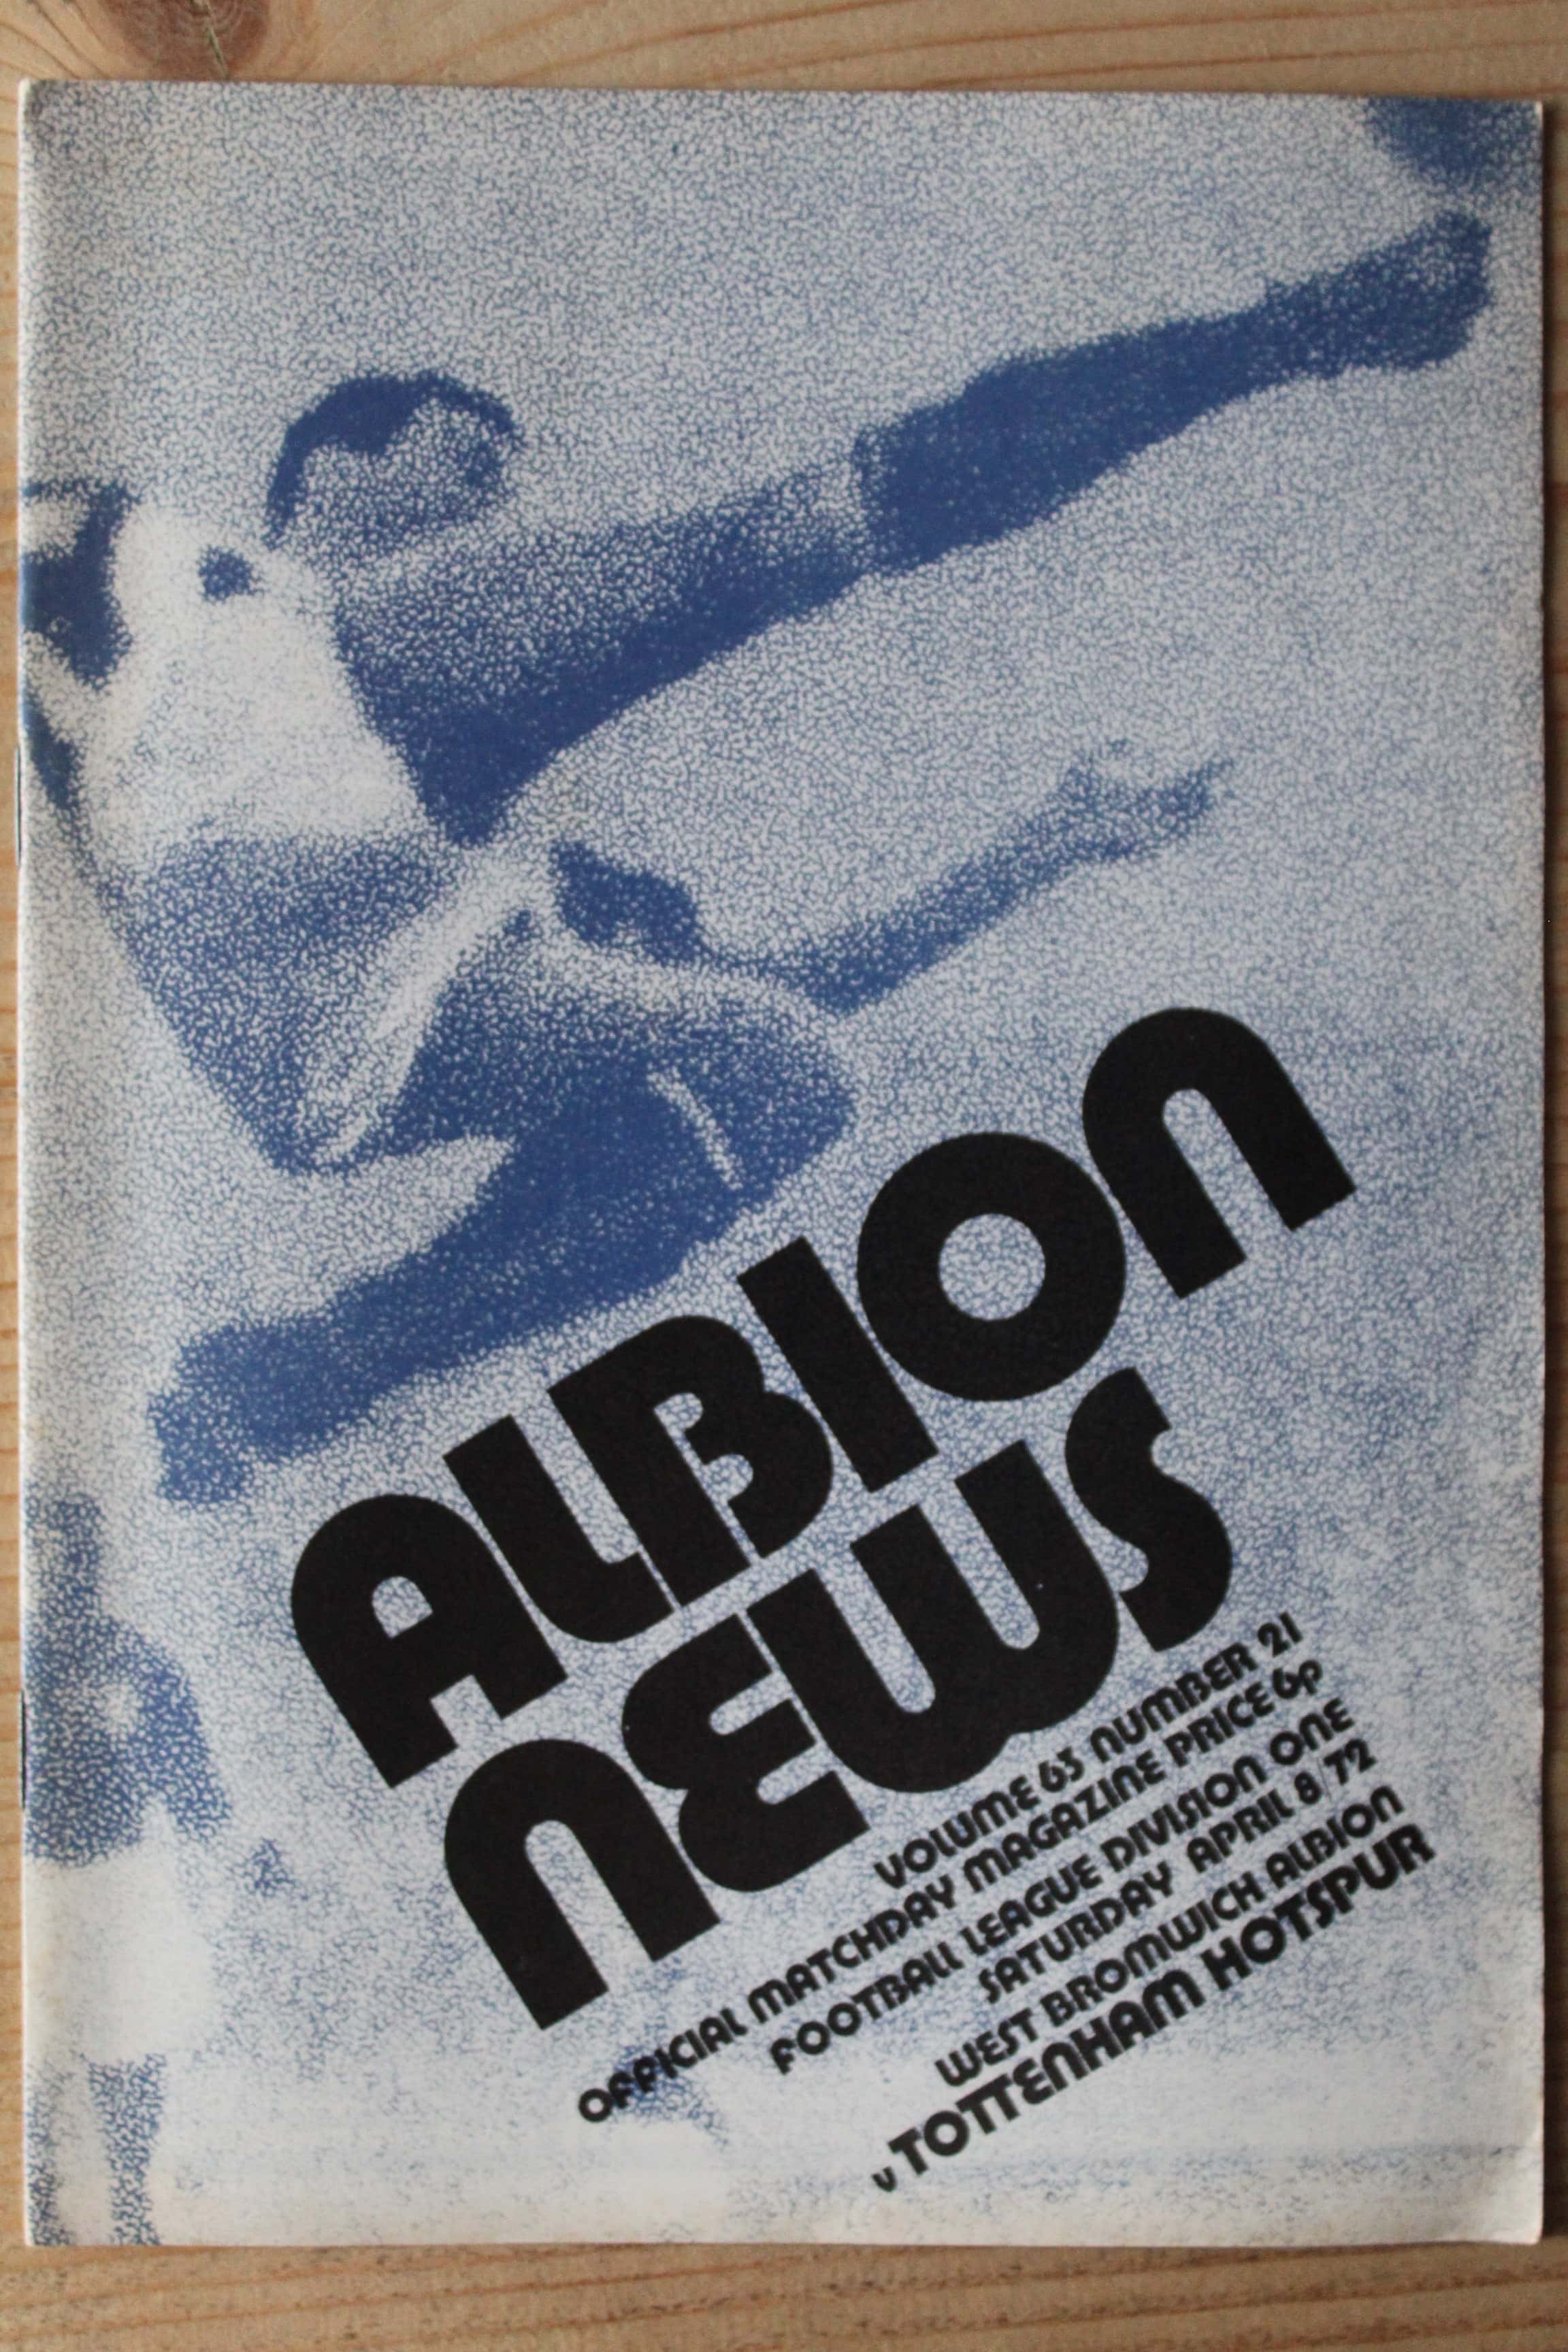 ALBION
NEWS
VOLUME 63 NUMBER 21
OFFICIAL MATCHDAY MAGAZINE PRICE 6p
FOOTBALL LEAGUE DIVISION ONE
SATURDAY APRIL 8/72
WEST BROMWICH ALBION
v TOTTENHAM HOTSPUR